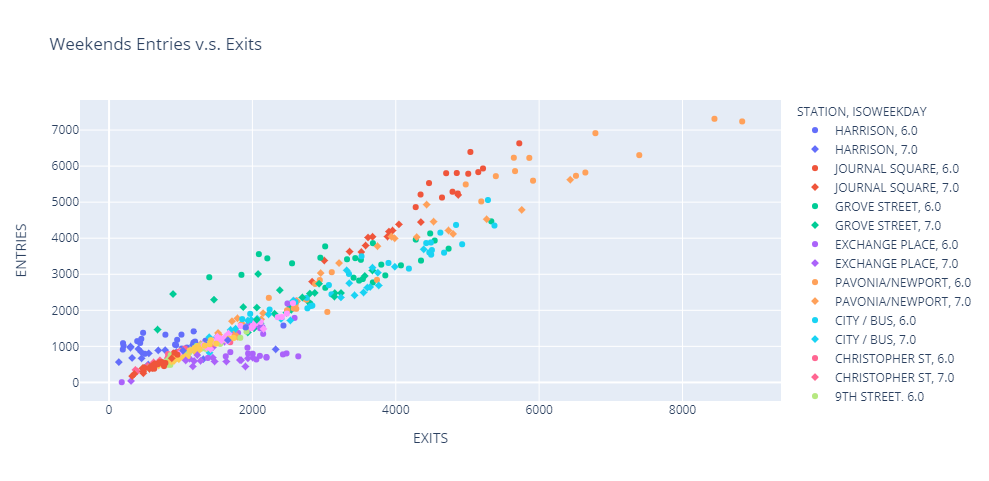 Weekends Entries v.s. Exits
STATION, ISOWEEKDAY
HARRISON, 6.0
HARRISON, 7.0
JOURNAL SQUARE, 6.0
JOURNAL SQUARE, 7.0
GROVE STREET, 6.0
GROVE STREET, 7.0
EXCHANGE PLACE, 6.0
EXCHANGE PLACE, 7.0
PAVONIA/NEWPORT, 6.0
PAVONIA/NEWPORT, 7.0
CITY / BUS, 6.0
CITY / BUS, 7.0
CHRISTOPHER ST, 6.0
CHRISTOPHER ST, 7.0
9TH STREET, 6.0
ENTRIES
7000
6000
5000
4000
3000
2000
1000
0
0 2000 4000 6000 8000
EXITS